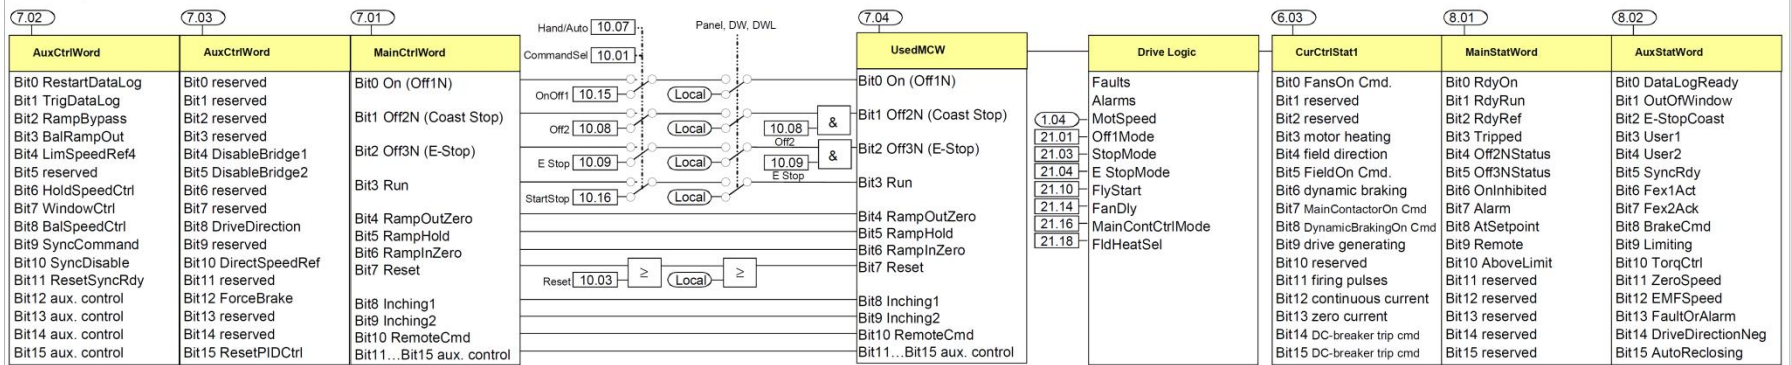 7.02
AuxCtrlWord
Bit0 RestartDataLog
Bit1 TrigDataLog
Bit2 RampBypass
Bit3 BalRampOut
Bit4 LimSpeedRef4
Bit5 reserved
Bit6 HoldSpeedCtrl
Bit7 WindowCtrl
Bit8 BalSpeedCtrl
Bit9 SyncCommand
Bit10 SyncDisable
Bit11 ResetSyncRdy
Bit12 aux. control
Bit13 aux. control
Bit14 aux. control
Bit15 aux. control
7.03
AuxCtrlWord
Bit0 reserved
Bit1 reserved
Bit2 reserved
Bit3 reserved
Bit4 DisableBridge1
Bit5 DisableBridge2
Bit6 reserved
Bit7 reserved
Bit8 DriveDirection
Bit9 reserved
Bit10 DirectSpeedRef
Bit11 reserved
Bit12 ForceBrake
Bit13 reserved
Bit14 reserved
Bit15 ResetPIDCtrl
7.01
MainCtrlWord
Bit0 On (Off1N)
Bit1 Off2N (Coast Stop)
Bit2 Off3N (E-Stop)
Bit3 Run
Bit4 RampOutZero
Bit5 RampHold
Bit6 RampInZero
Bit7 Reset
Bit8 Inching1
Bit9 Inching2
Bit10 RemoteCmd
Bit11…Bit15 aux. control
Hand/Auto 10.07
CommandSel 10.01
Panel, DW, DWL
OnOff1 10.15
Local
Off2 10.08
Local
10.08
Off2
&
E Stop 10.09
Local
10.09
E Stop
&
StartStop 10.16
Local
Reset 10.03
≥
Local
≥
7.04
UsedMCW
Bit0 On (Off1N)
Bit1 Off2N (Coast Stop)
Bit2 Off3N (E-Stop)
Bit3 Run
Bit4 RampOutZero
Bit5 RampHold
Bit6 RampInZero
Bit7 Reset
Bit8 Inching1
Bit9 Inching2
Bit10 RemoteCmd
Bit11…Bit15 aux. control
Drive Logic
Faults
Alarms
1.04 MotSpeed
21.01 Off1Mode
21.03 StopMode
21.04 E StopMode
21.10 FlyStart
21.14 FanDly
21.16 MainContCtrlMode
21.18 FldHeatSel
6.03
CurCtrlStat1
Bit0 FansOn Cmd.
Bit1 reserved
Bit2 reserved
Bit3 motor heating
Bit4 field direction
Bit5 FieldOn Cmd.
Bit6 dynamic braking
Bit7 MainContactorOn Cmd
Bit8 DynamicBrakingOn Cmd
Bit9 drive generating
Bit10 reserved
Bit11 firing pulses
Bit12 continuous current
Bit13 zero current
Bit14 DC-breaker trip cmd
Bit15 DC-breaker trip cmd
8.01
MainStatWord
Bit0 RdyOn
Bit1 RdyRun
Bit2 RdyRef
Bit3 Tripped
Bit4 Off2NStatus
Bit5 Off3NStatus
Bit6 OnInhibited
Bit7 Alarm
Bit8 AtSetpoint
Bit9 Remote
Bit10 AboveLimit
Bit11 reserved
Bit12 reserved
Bit13 reserved
Bit14 reserved
Bit15 reserved
8.02
AuxStatWord
Bit0 DataLogReady
Bit1 OutOfWindow
Bit2 E-StopCoast
Bit3 User1
Bit4 User2
Bit5 SyncRdy
Bit6 Fex1Act
Bit7 Fex2Ack
Bit8 BrakeCmd
Bit9 Limiting
Bit10 TorqCtrl
Bit11 ZeroSpeed
Bit12 EMFSpeed
Bit13 FaultOrAlarm
Bit14 DriveDirectionNeg
Bit15 AutoReclosing